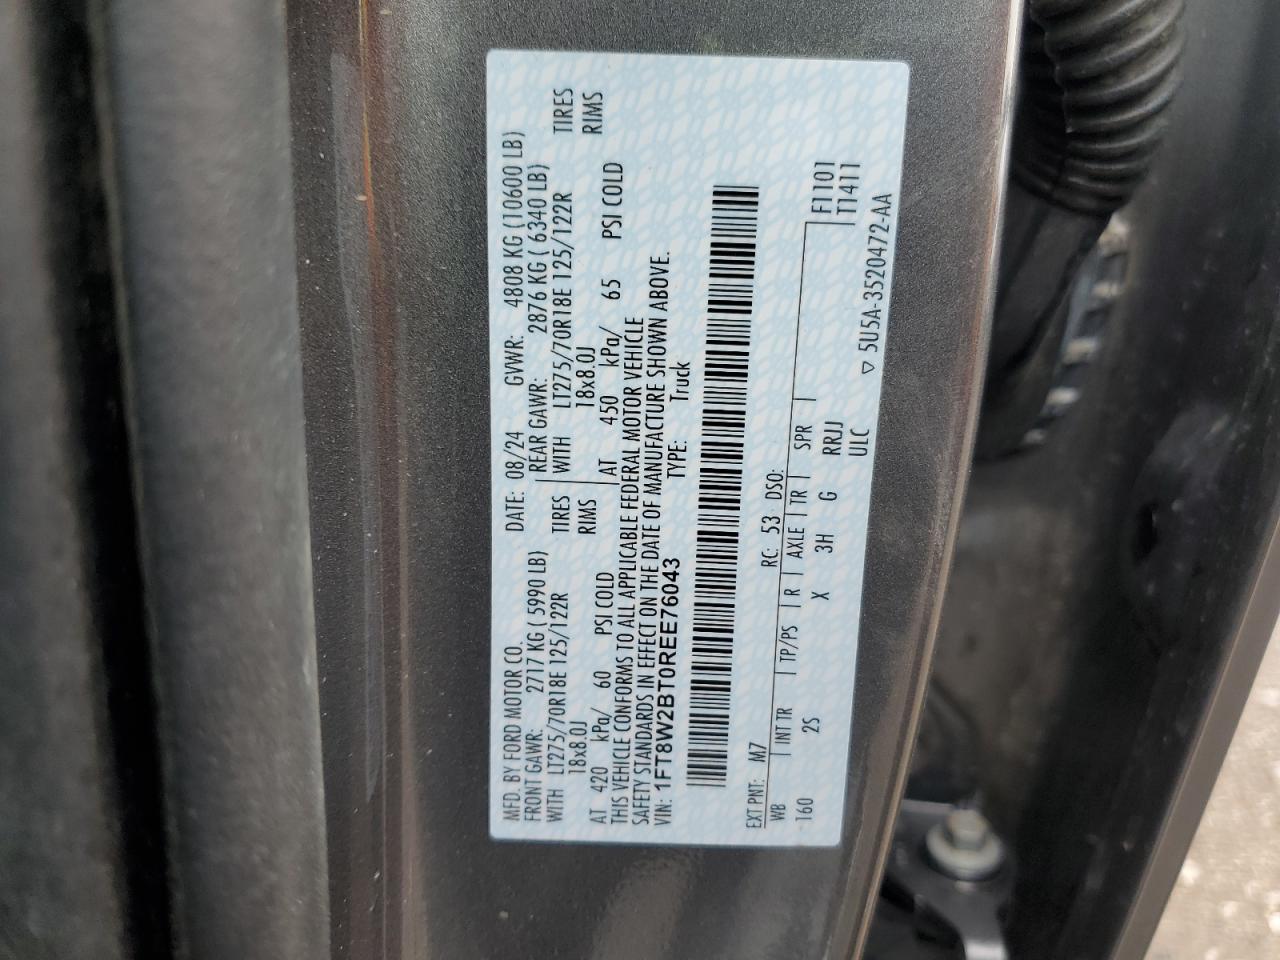 MFD. BY FORD MOTOR CO. DATE: 08/24 GVWR: 4808 KG (10600 LB)
FRONT GAWR: 2717 KG ( 5990 LB) REAR GAWR: 2876 KG ( 6340 LB)
WITH LT275/70R18E 125/122R TIRES WITH LT275/70R18E 125/122R TIRES
18x8.0J RIMS 18x8.0J RIMS
AT 420 kPa/ 60 PSI COLD AT 450 kPa/ 65 PSI COLD
THIS VEHICLE CONFORMS TO ALL APPLICABLE FEDERAL MOTOR VEHICLE
SAFETY STANDARDS IN EFFECT ON THE DATE OF MANUFACTURE SHOWN ABOVE.
VIN: 1FT8W2BT0REE76043 TYPE: Truck
EXT PNT: M7 RC: 53 DSO:
WB INT TR TP/PS R AXLE TR SPR F1101
160 2S X 3H G RRJJ T1411
ULC ▽ 5U5A-3520472-AA